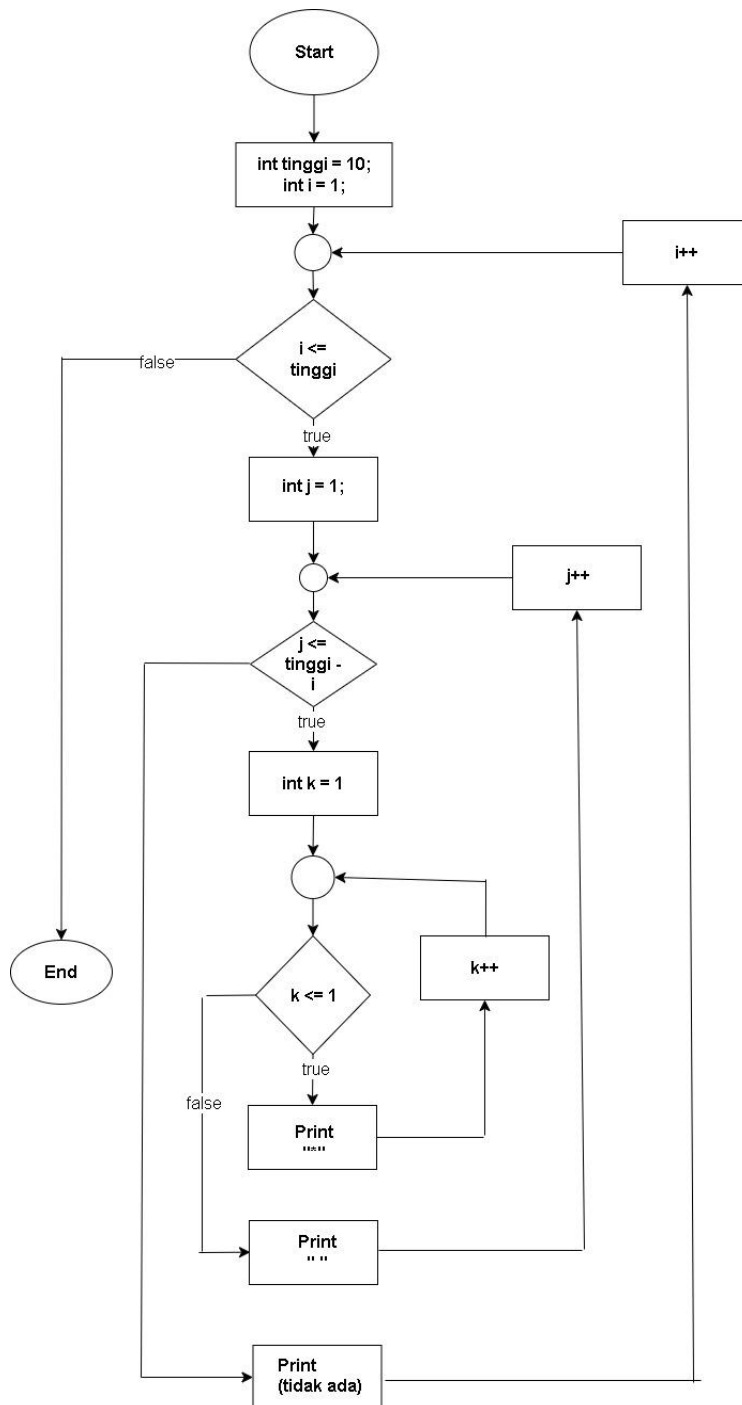 Start
int tinggi = 10;
int i = 1;
i++
i <=
tinggi
false
true
int j = 1;
j++
j <=
tinggi -
i
true
int k = 1
k++
k <= 1
End
true
false
Print
"*"
Print
" "
Print
(tidak ada)